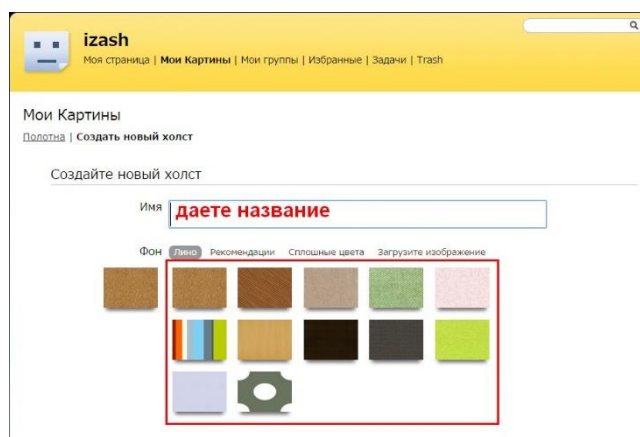 izash
Моя страница | Мои Картины | Мои группы | Избранные | Задачи | Trash
Мои Картины
Полотна | Создать новый холст
Создайте новый холст
Имя даете название
Фон Лино Рекомендации Сплошные цвета Загрузите изображение